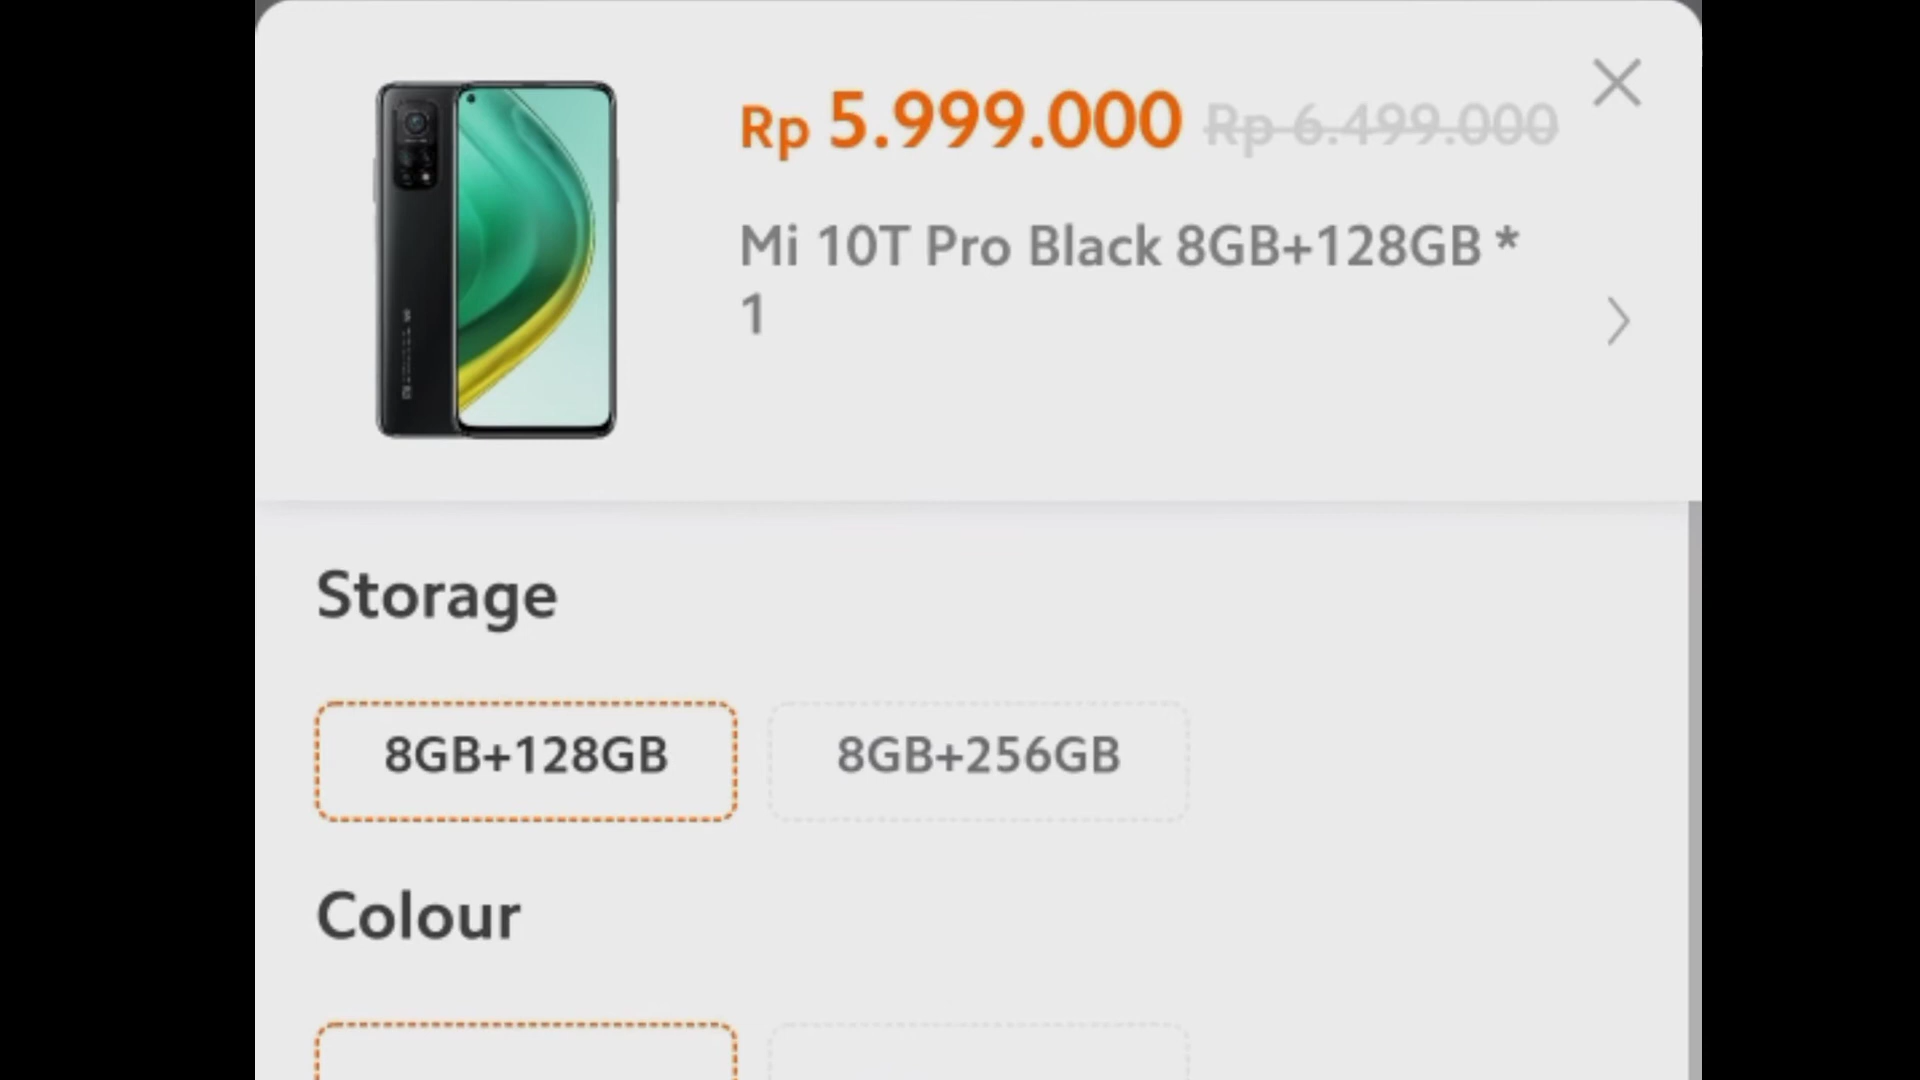 Rp 5.999.000 Rp 6.499.000
Mi 10T Pro Black 8GB+128GB *
1
Storage
8GB+128GB 8GB+256GB
Colour